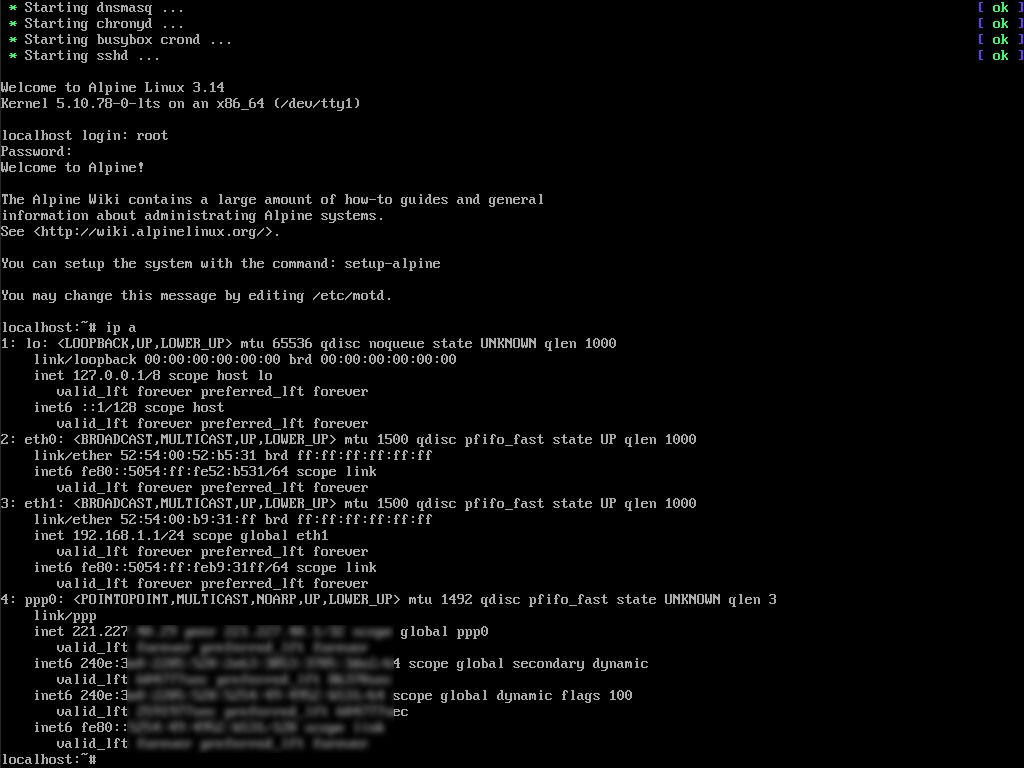 * Starting dnsmasq ... [ ok ]
* Starting chronyd ... [ ok ]
* Starting busybox crond ... [ ok ]
* Starting sshd ... [ ok ]
Welcome to Alpine Linux 3.14
Kernel 5.10.78-0-lts on an x86_64 (/dev/tty1)
localhost login: root
Password:
Welcome to Alpine!
The Alpine Wiki contains a large amount of how-to guides and general
information about administrating Alpine systems.
See <http://wiki.alpinelinux.org/>.
You can setup the system with the command: setup-alpine
You may change this message by editing /etc/motd.
localhost:~# ip a
1: lo: <LOOPBACK,UP,LOWER_UP> mtu 65536 qdisc noqueue state UNKNOWN qlen 1000
link/loopback 00:00:00:00:00:00 brd 00:00:00:00:00:00
inet 127.0.0.1/8 scope host lo
valid_lft forever preferred_lft forever
inet6 ::1/128 scope host
valid_lft forever preferred_lft forever
2: eth0: <BROADCAST,MULTICAST,UP,LOWER_UP> mtu 1500 qdisc pfifo_fast state UP qlen 1000
link/ether 52:54:00:52:b5:31 brd ff:ff:ff:ff:ff:ff
inet6 fe80::5054:ff:fe52:b531/64 scope link
valid_lft forever preferred_lft forever
3: eth1: <BROADCAST,MULTICAST,UP,LOWER_UP> mtu 1500 qdisc pfifo_fast state UP qlen 1000
link/ether 52:54:00:b9:31:ff brd ff:ff:ff:ff:ff:ff
inet 192.168.1.1/24 scope global eth1
valid_lft forever preferred_lft forever
inet6 fe80::5054:ff:feb9:31ff/64 scope link
valid_lft forever preferred_lft forever
4: ppp0: <POINTOPOINT,MULTICAST,NOARP,UP,LOWER_UP> mtu 1492 qdisc pfifo_fast state UNKNOWN qlen 3
link/ppp
inet 221.227 global ppp0
valid_lft
inet6 240e:3 4 scope global secondary dynamic
valid_lft
inet6 240e:3 scope global dynamic flags 100
valid_lft ec
inet6 fe80::
valid_lft
localhost:~#